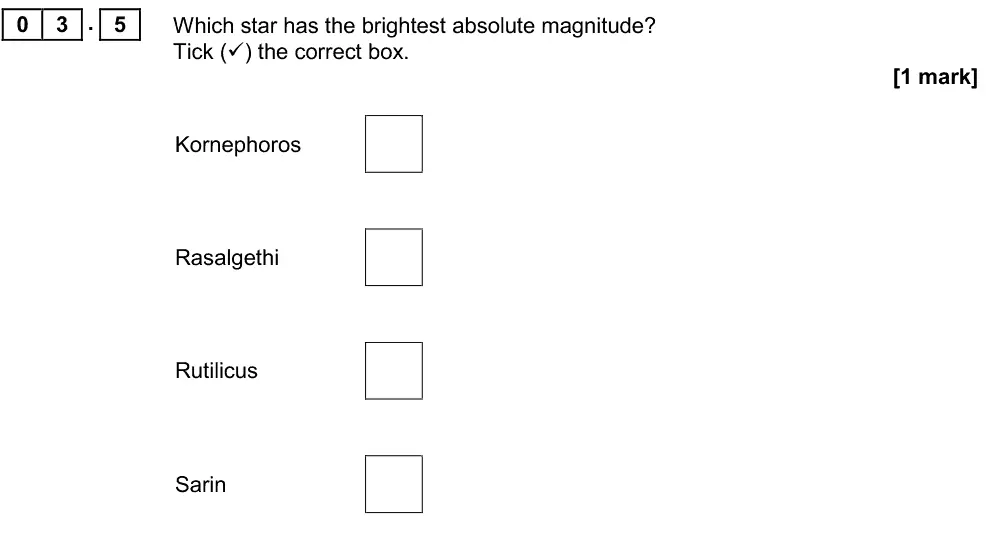 0 3 . 5 Which star has the brightest absolute magnitude?
Tick (✓) the correct box.
[1 mark]
Kornephoros
Rasalgethi
Rutilicus
Sarin